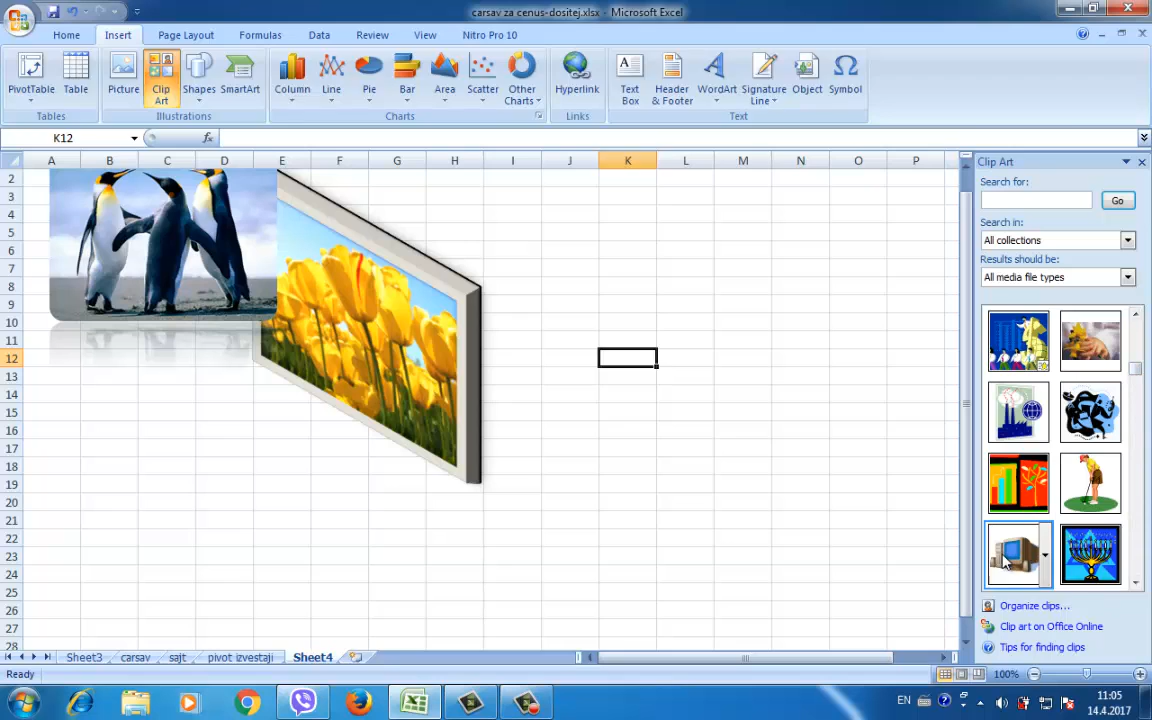 carsav za cenus-dositej.xlsx - Microsoft Excel
Home Insert Page Layout Formulas Data Review View Nitro Pro 10
PivotTable Table Picture Clip Art Shapes SmartArt Column Line Pie Bar Area Scatter Other Charts Hyperlink Text Box Header & Footer WordArt Signature Line Object Symbol
Tables Illustrations Charts Links Text
K12 fx
A B C D E F G H I J K L M N O P
2
3
4
5
6
7
8
9
10
11
12
13
14
15
16
17
18
19
20
21
22
23
24
25
26
27
28
Clip Art
Search for:
Go
Search in:
All collections
Results should be:
All media file types
Organize clips...
Clip art on Office Online
Tips for finding clips
Sheet3 carsav sajt pivot izvestaji Sheet4
Ready 100%
EN 11:05
14.4.2017